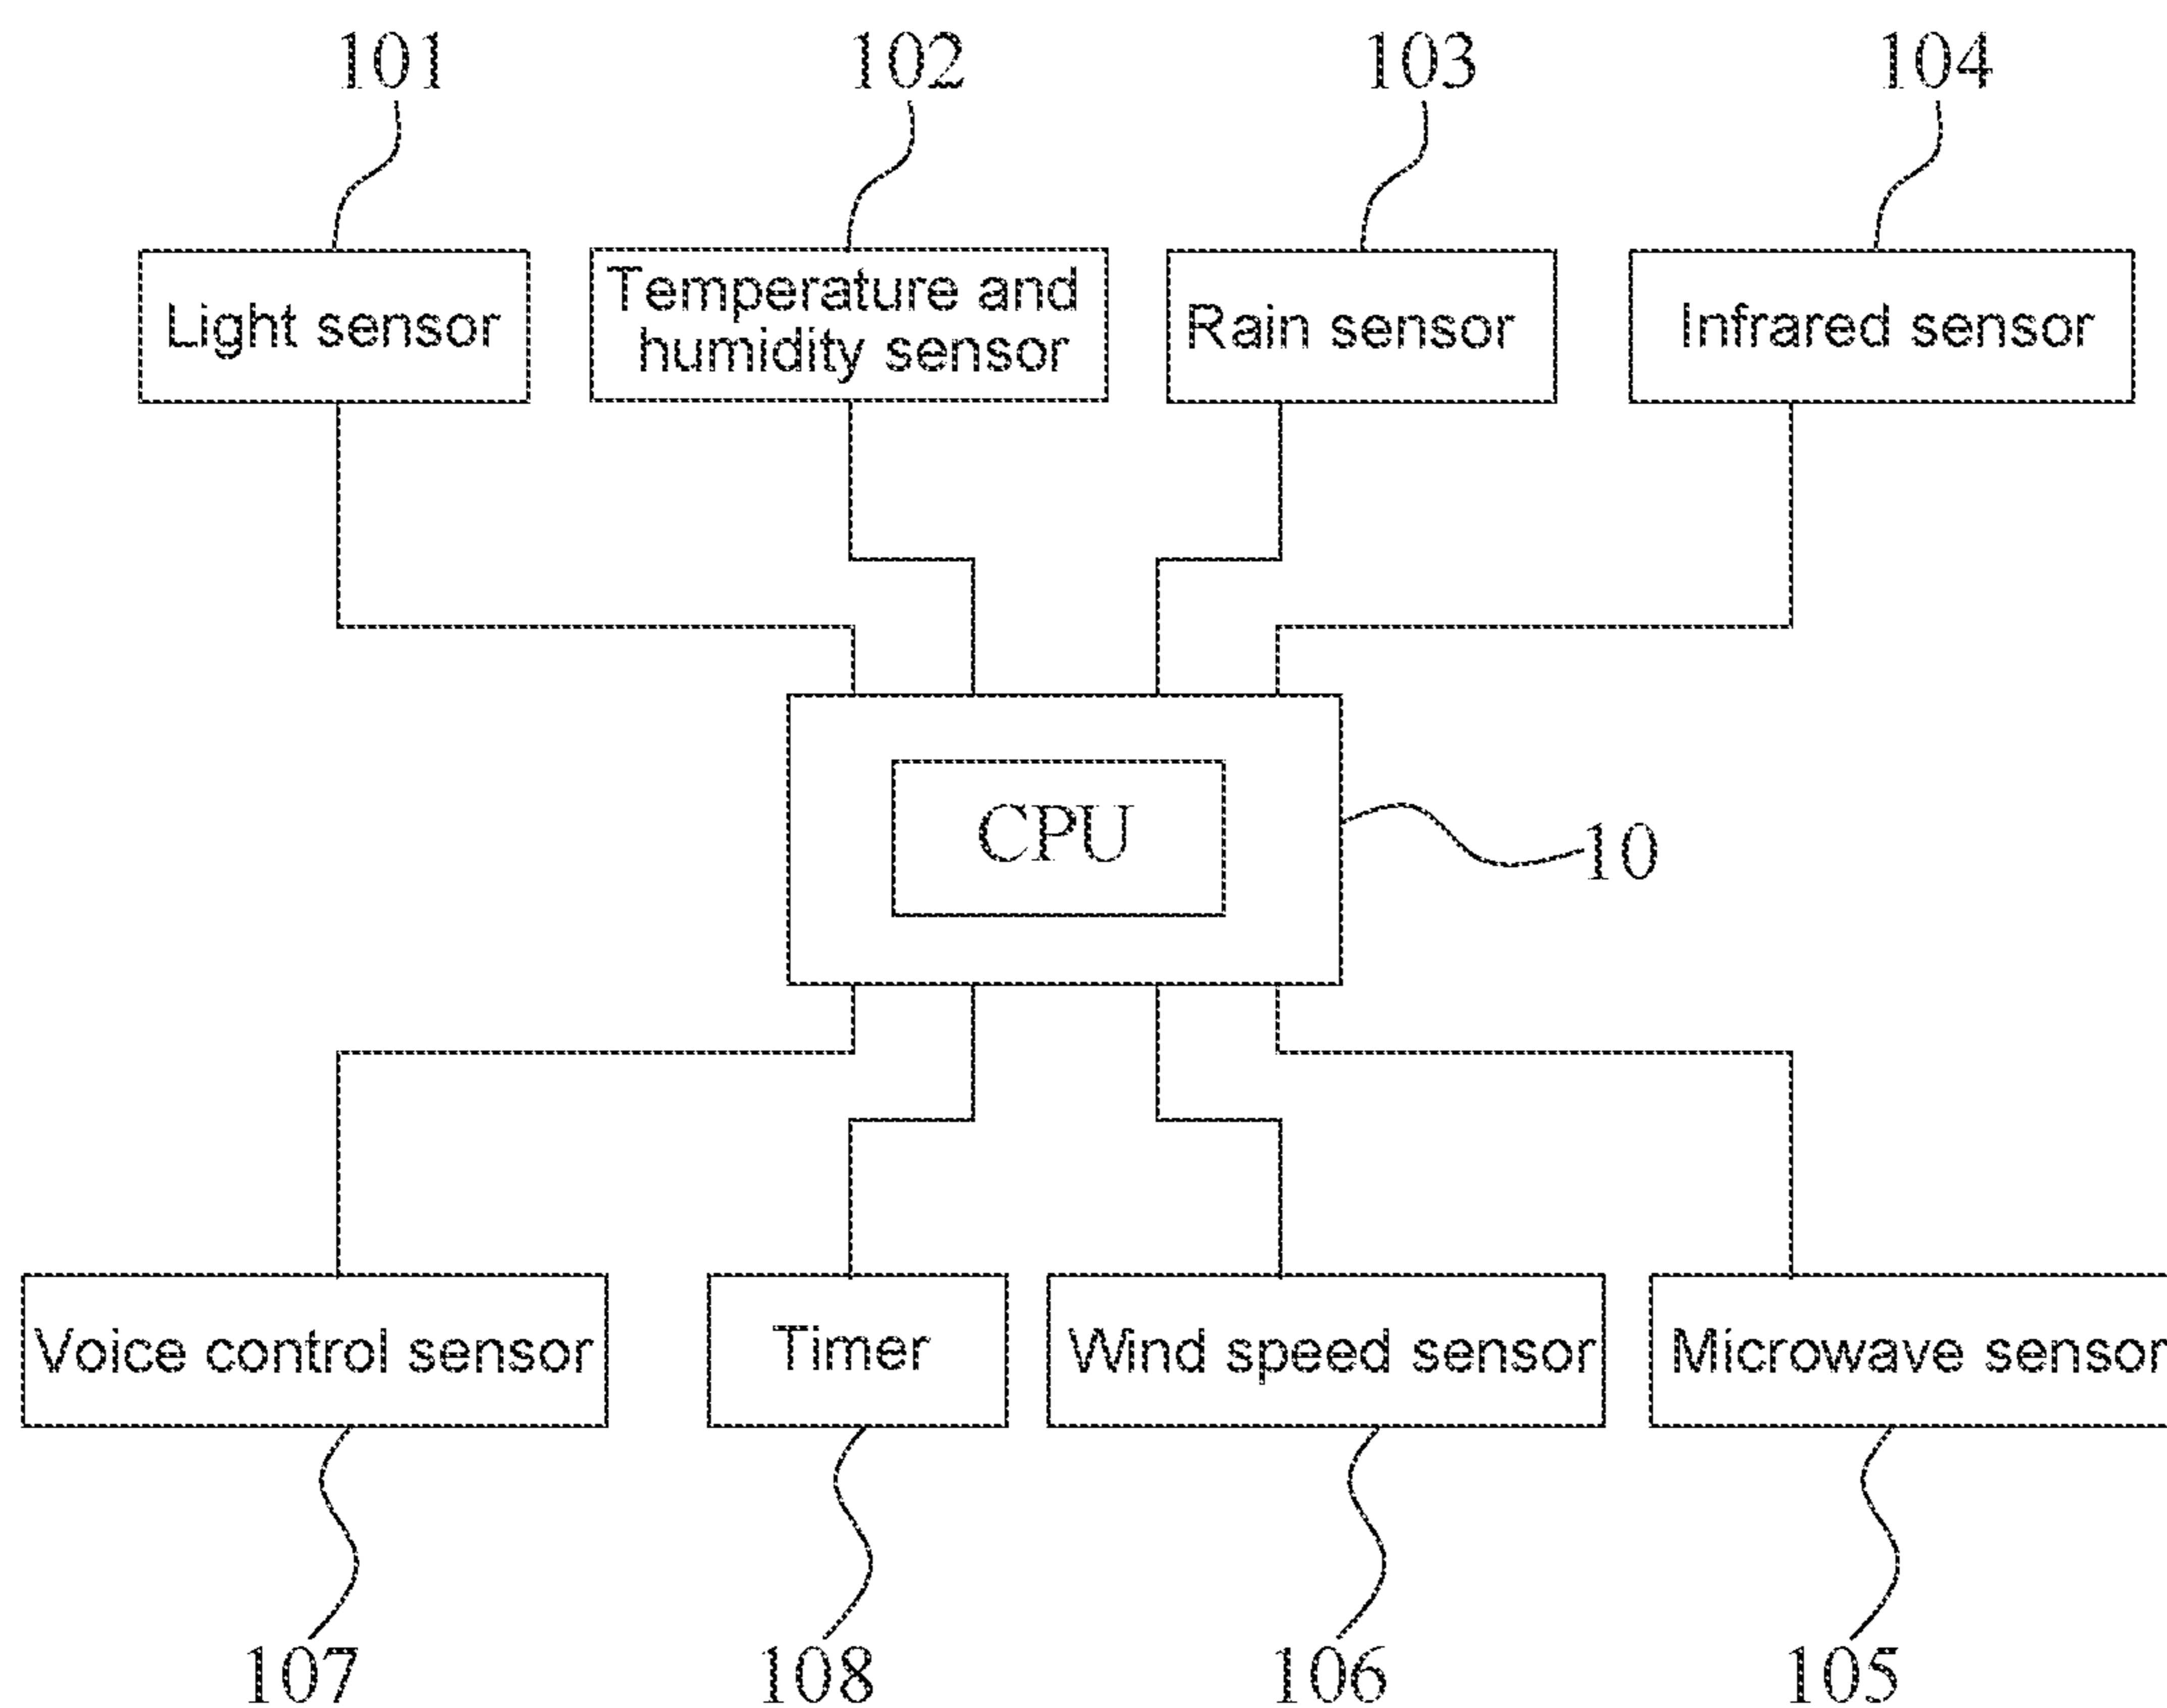 101
102
103
104
Light sensor
Temperature and
humidity sensor
Rain sensor
Infrared sensor
CPU
10
Voice control sensor
Timer
Wind speed sensor
Microwave sensor
107
108
106
105